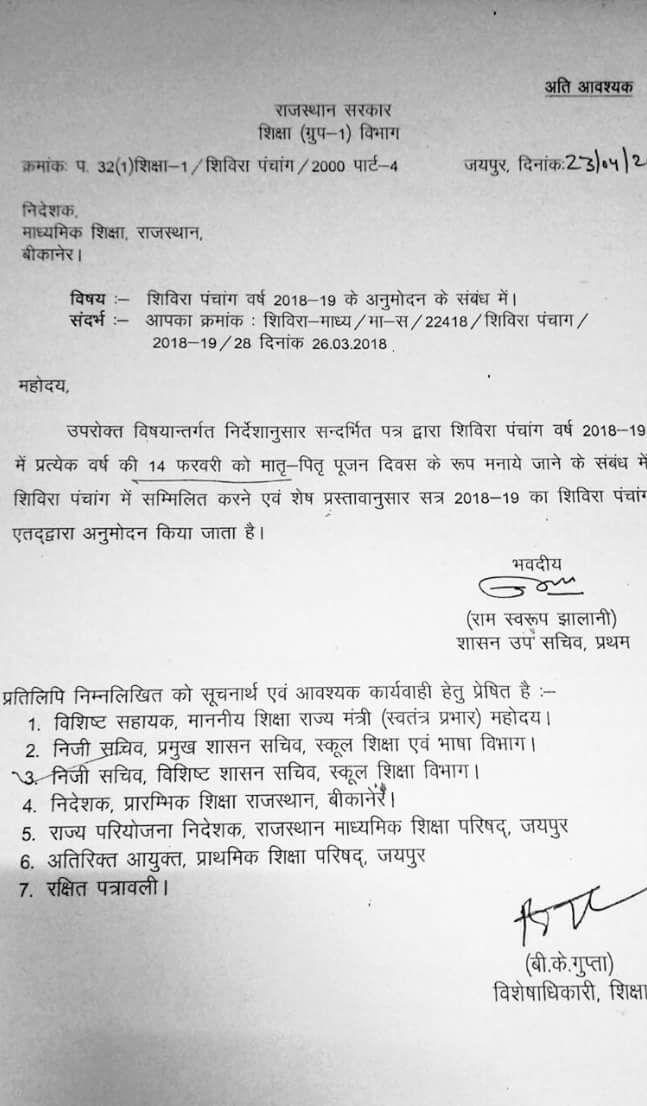 अति आवश्यक
राजस्थान सरकार
शिक्षा (ग्रुप–1) विभाग
क्रमांकः प. 32(1)शिक्षा–1/शिविरा पंचांग/2000 पार्ट–4 जयपुर, दिनांकः23/04/2
निदेशक,
माध्यमिक शिक्षा, राजस्थान,
बीकानेर।
विषय :– शिविरा पंचांग वर्ष 2018–19 के अनुमोदन के संबंध में।
संदर्भ :– आपका क्रमांक : शिविरा–माध्य/मा–स/22418/शिविरा पंचाग/
2018–19/28 दिनांक 26.03.2018.
महोदय,
उपरोक्त विषयान्तर्गत निर्देशानुसार सन्दर्भित पत्र द्वारा शिविरा पंचांग वर्ष 2018–19
में प्रत्येक वर्ष की 14 फरवरी को मातृ–पितृ पूजन दिवस के रूप मनाये जाने के संबंध में
शिविरा पंचांग में सम्मिलित करने एवं शेष प्रस्तावानुसार सत्र 2018–19 का शिविरा पंचांग
एतद्द्वारा अनुमोदन किया जाता है।
भवदीय
(राम स्वरूप झालानी)
शासन उप सचिव, प्रथम
प्रतिलिपि निम्नलिखित को सूचनार्थ एवं आवश्यक कार्यवाही हेतु प्रेषित है :–
1. विशिष्ट सहायक, माननीय शिक्षा राज्य मंत्री (स्वतंत्र प्रभार) महोदय।
2. निजी सचिव, प्रमुख शासन सचिव, स्कूल शिक्षा एवं भाषा विभाग।
3. निजी सचिव, विशिष्ट शासन सचिव, स्कूल शिक्षा विभाग।
4. निदेशक, प्रारम्भिक शिक्षा राजस्थान, बीकानेर।
5. राज्य परियोजना निदेशक, राजस्थान माध्यमिक शिक्षा परिषद्, जयपुर
6. अतिरिक्त आयुक्त, प्राथमिक शिक्षा परिषद्, जयपुर
7. रक्षित पत्रावली।
(बी.के.गुप्ता)
विशेषाधिकारी, शिक्षा